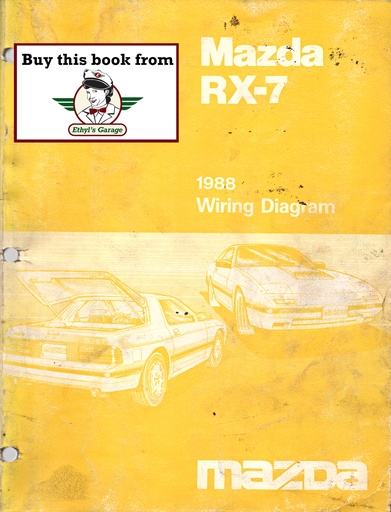 Buy this book from
Ethyl's Garage
Mazda
RX-7
1988
Wiring Diagram
mazda